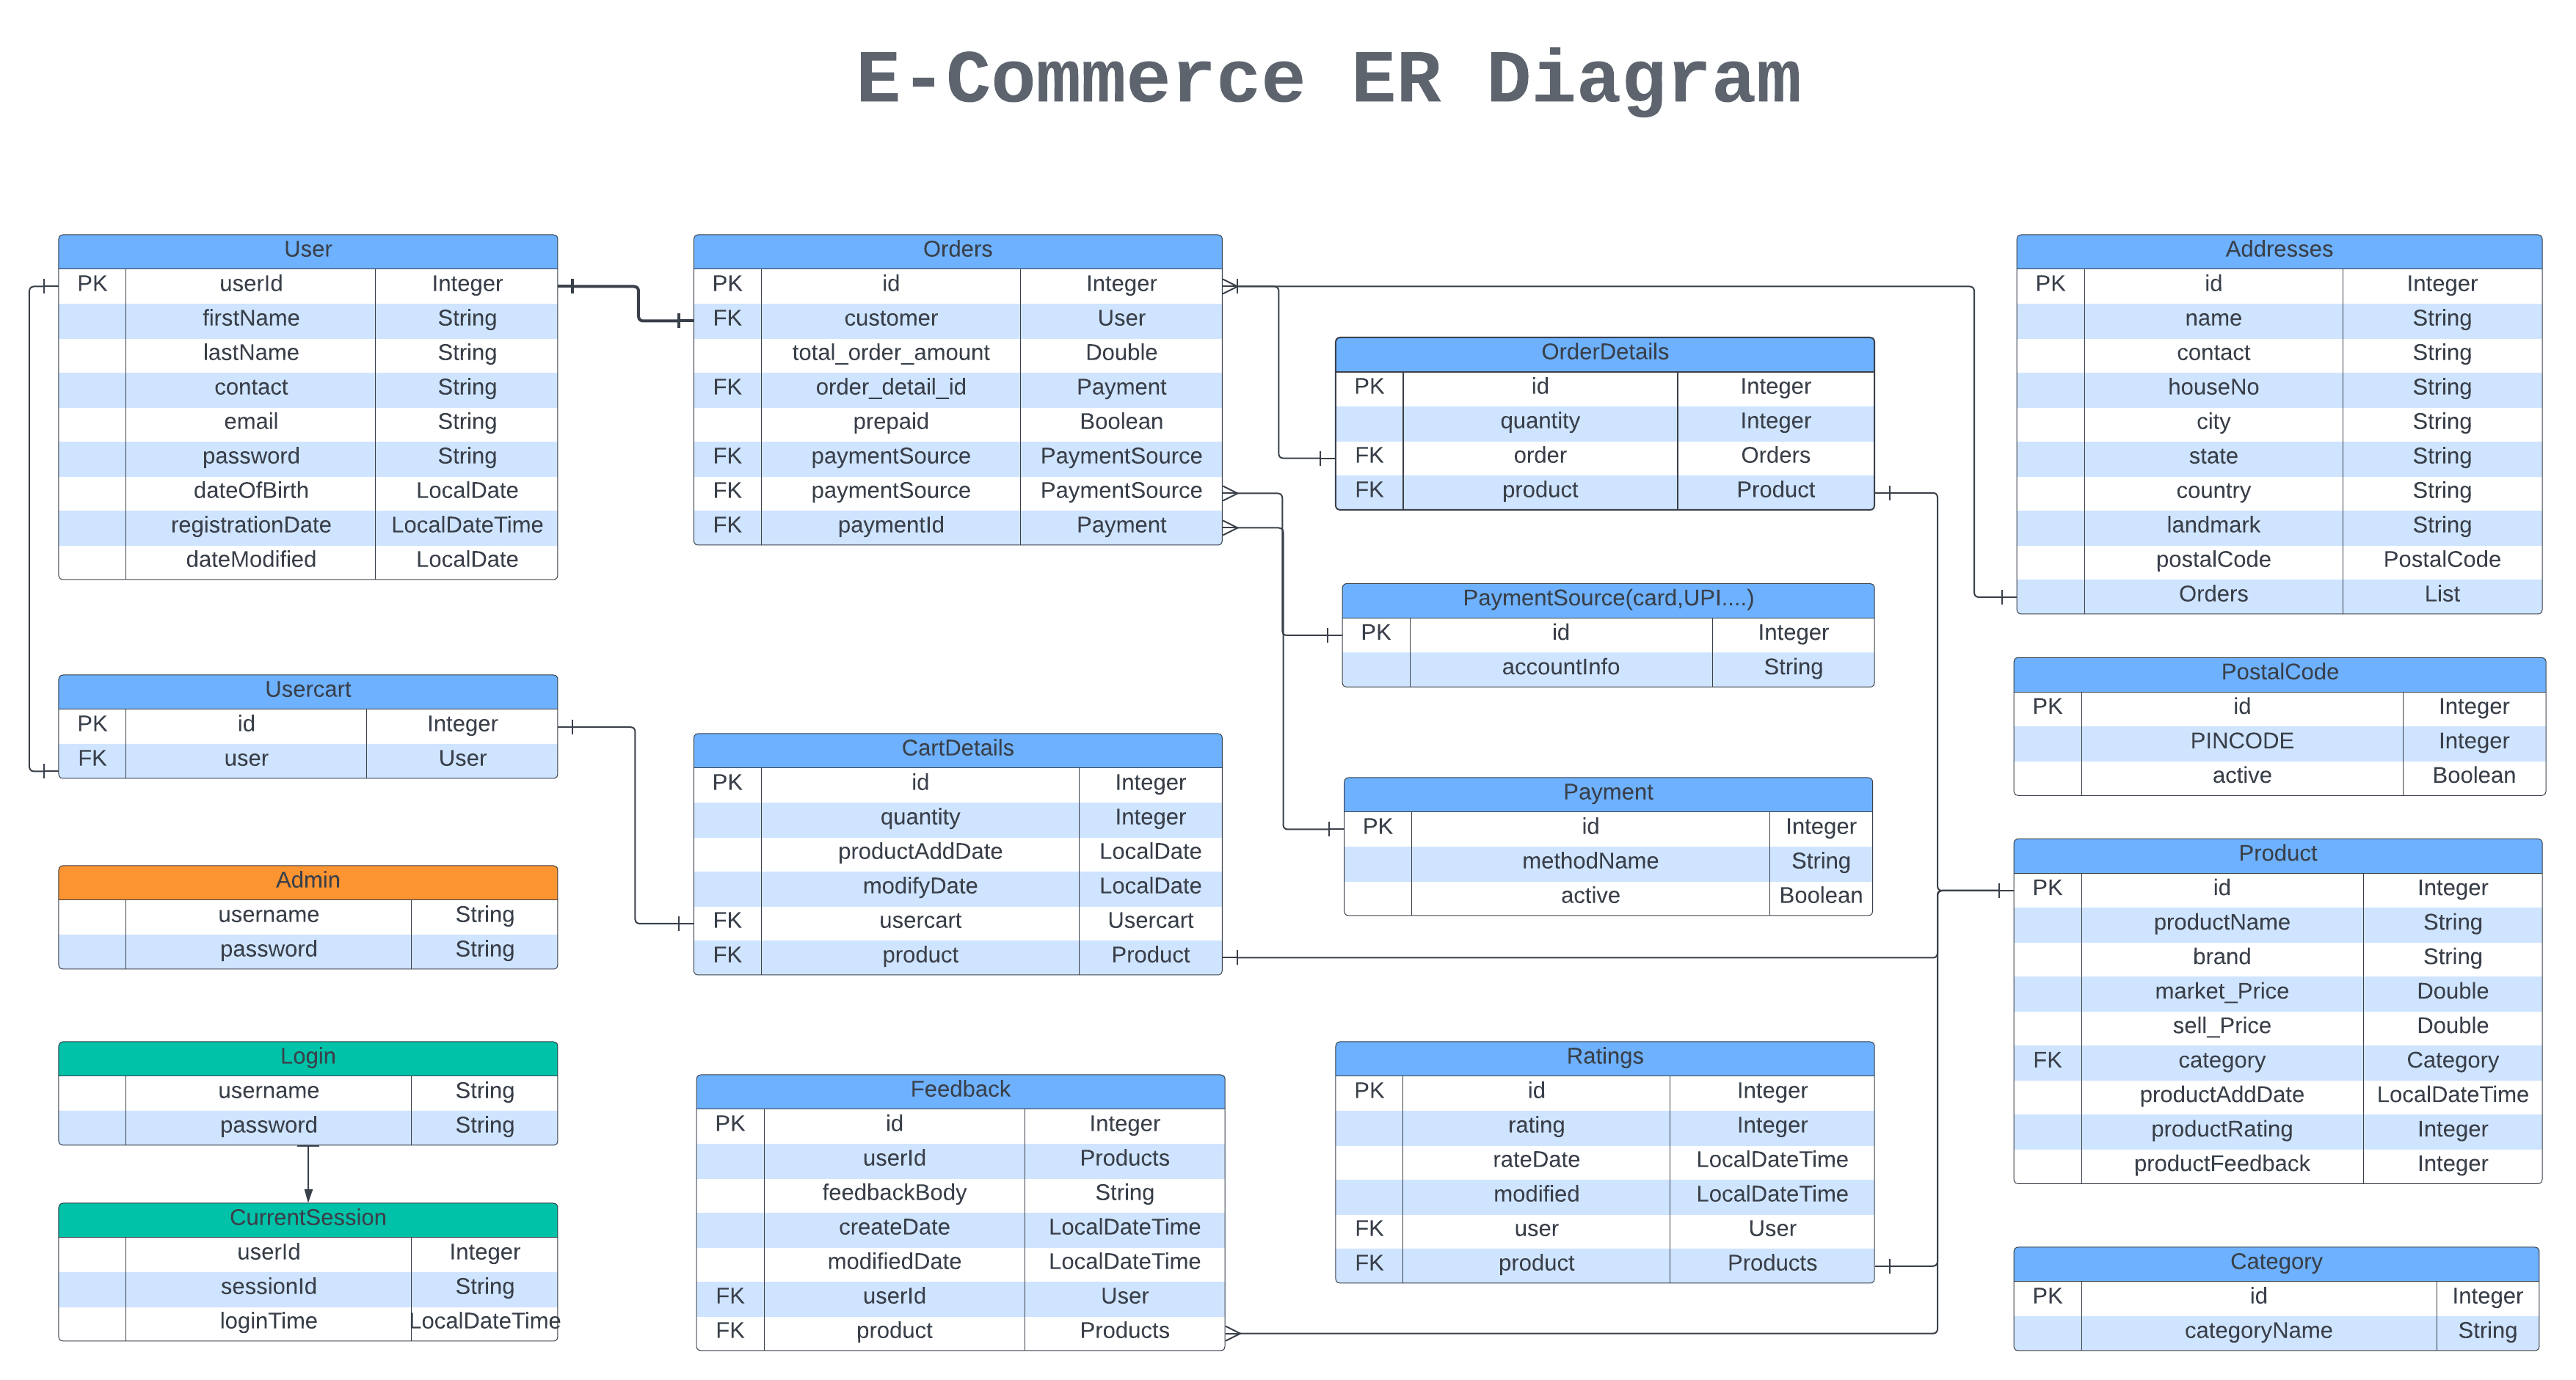 E-Commerce ER Diagram
User
PK userId Integer
firstName String
lastName String
contact String
email String
password String
dateOfBirth LocalDate
registrationDate LocalDateTime
dateModified LocalDate
Orders
PK id Integer
FK customer User
total_order_amount Double
FK order_detail_id Payment
prepaid Boolean
FK paymentSource PaymentSource
FK paymentSource PaymentSource
FK paymentId Payment
OrderDetails
PK id Integer
quantity Integer
FK order Orders
FK product Product
Addresses
PK id Integer
name String
contact String
houseNo String
city String
state String
country String
landmark String
postalCode PostalCode
Orders List
PaymentSource(card,UPI....)
PK id Integer
accountInfo String
PostalCode
PK id Integer
PINCODE Integer
active Boolean
Usercart
PK id Integer
FK user User
CartDetails
PK id Integer
quantity Integer
productAddDate LocalDate
modifyDate LocalDate
FK usercart Usercart
FK product Product
Payment
PK id Integer
methodName String
active Boolean
Product
PK id Integer
productName String
brand String
market_Price Double
sell_Price Double
FK category Category
productAddDate LocalDateTime
productRating Integer
productFeedback Integer
Admin
username String
password String
Login
username String
password String
CurrentSession
userId Integer
sessionId String
loginTime LocalDateTime
Feedback
PK id Integer
userId Products
feedbackBody String
createDate LocalDateTime
modifiedDate LocalDateTime
FK userId User
FK product Products
Ratings
PK id Integer
rating Integer
rateDate LocalDateTime
modified LocalDateTime
FK user User
FK product Products
Category
PK id Integer
categoryName String